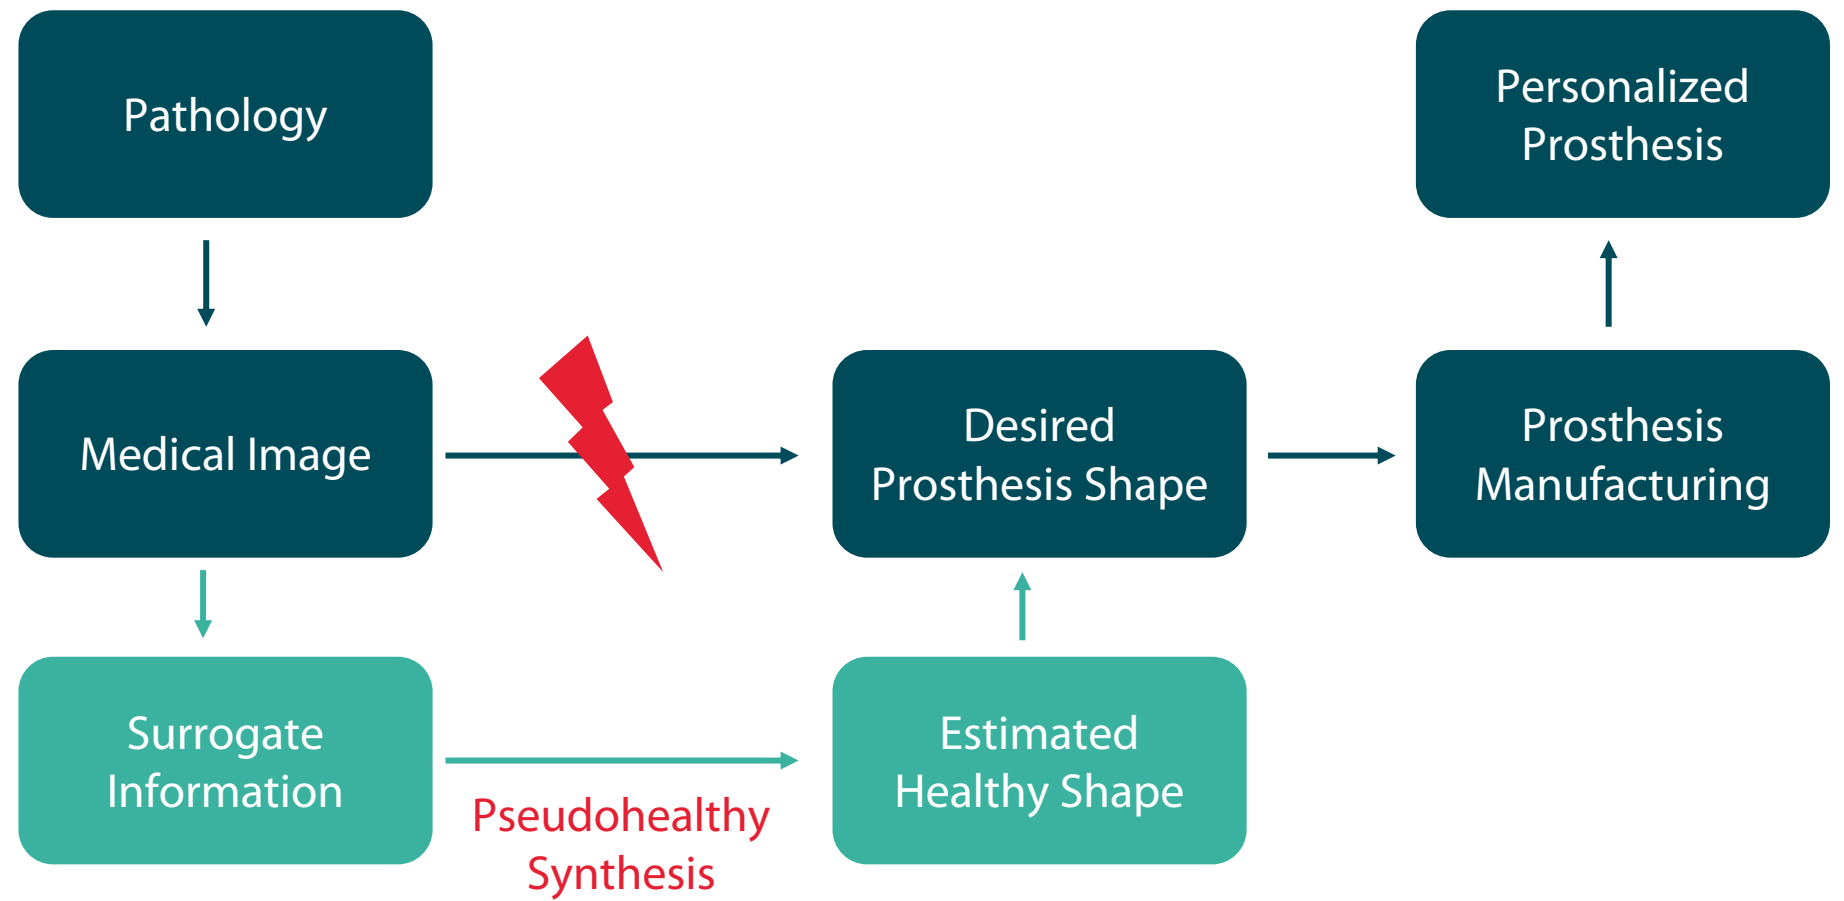 Pathology
Personalized
Prosthesis
Medical Image
Desired
Prosthesis Shape
Prosthesis
Manufacturing
Surrogate
Information
Pseudohealthy
Synthesis
Estimated
Healthy Shape